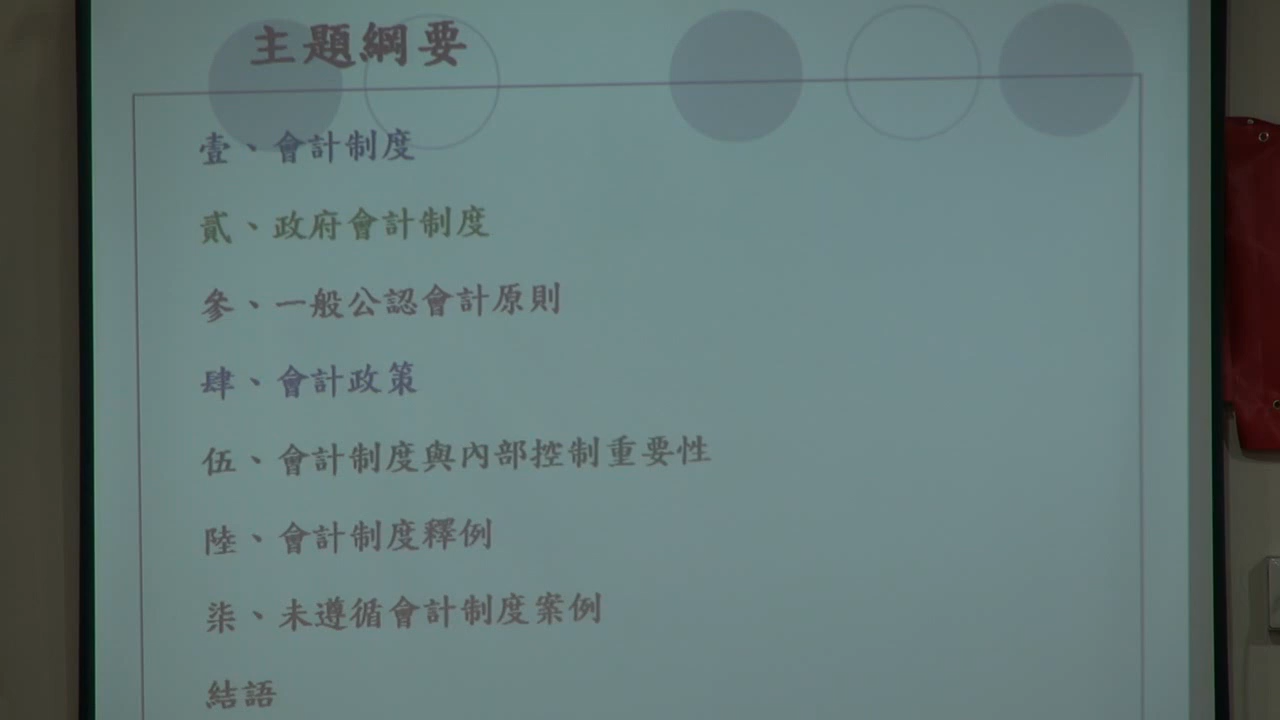 主題綱要
壹、會計制度
貳、政府會計制度
參、一般公認會計原則
肆、會計政策
伍、會計制度與內部控制重要性
陸、會計制度釋例
柒、未遵循會計制度案例
結語